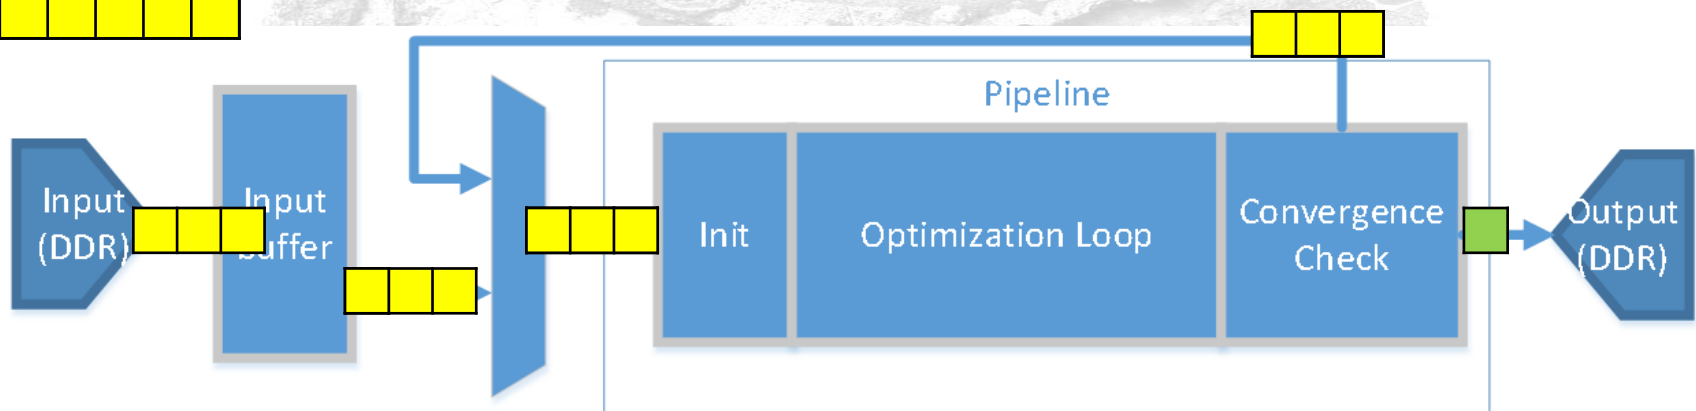 Pipeline
Input
(DDR)
Input
buffer
Init
Optimization Loop
Convergence
Check
Output
(DDR)